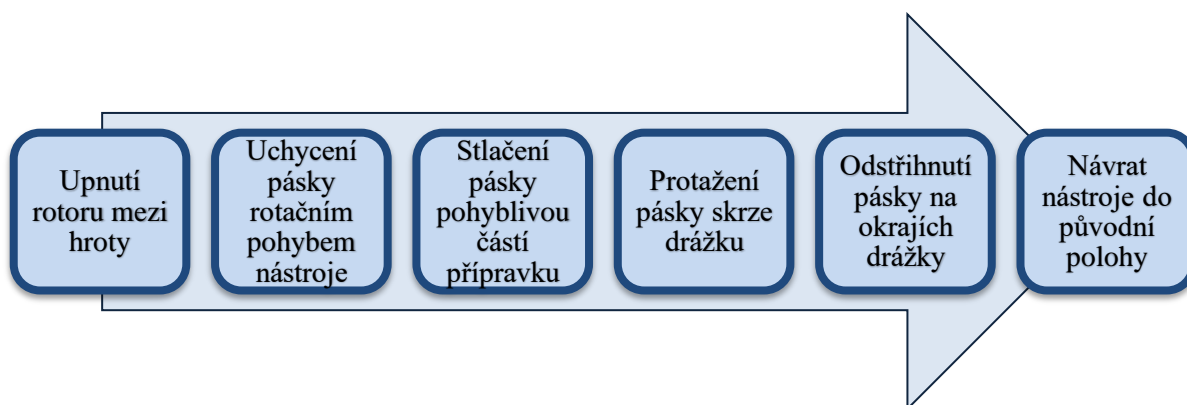 Upnutí
rotoru mezi
hroty
Uchycení
pásky
rotačním
pohybem
nástroje
Stlačení
pásky
pohyblivou
částí
přípravku
Protažení
pásky skrze
drážku
Odstřihnutí
pásky na
okrajích
drážky
Návrat
nástroje do
původní
polohy